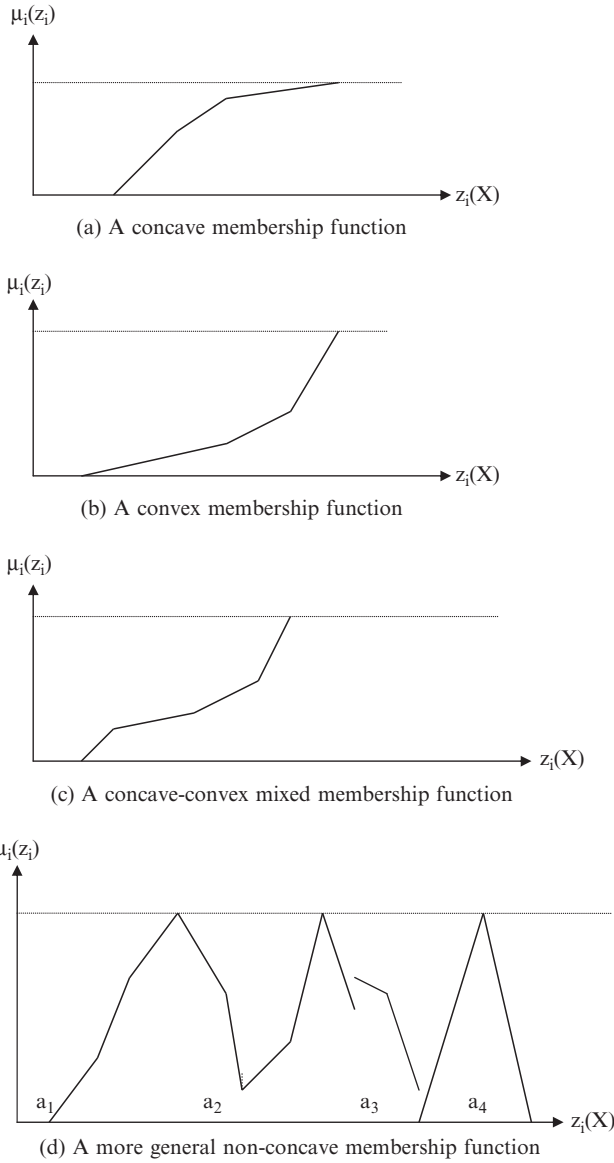 μi(zi)
zi(X)
(a) A concave membership function
μi(zi)
zi(X)
(b) A convex membership function
μi(zi)
zi(X)
(c) A concave-convex mixed membership function
μi(zi)
a1 a2 a3 a4
zi(X)
(d) A more general non-concave membership function